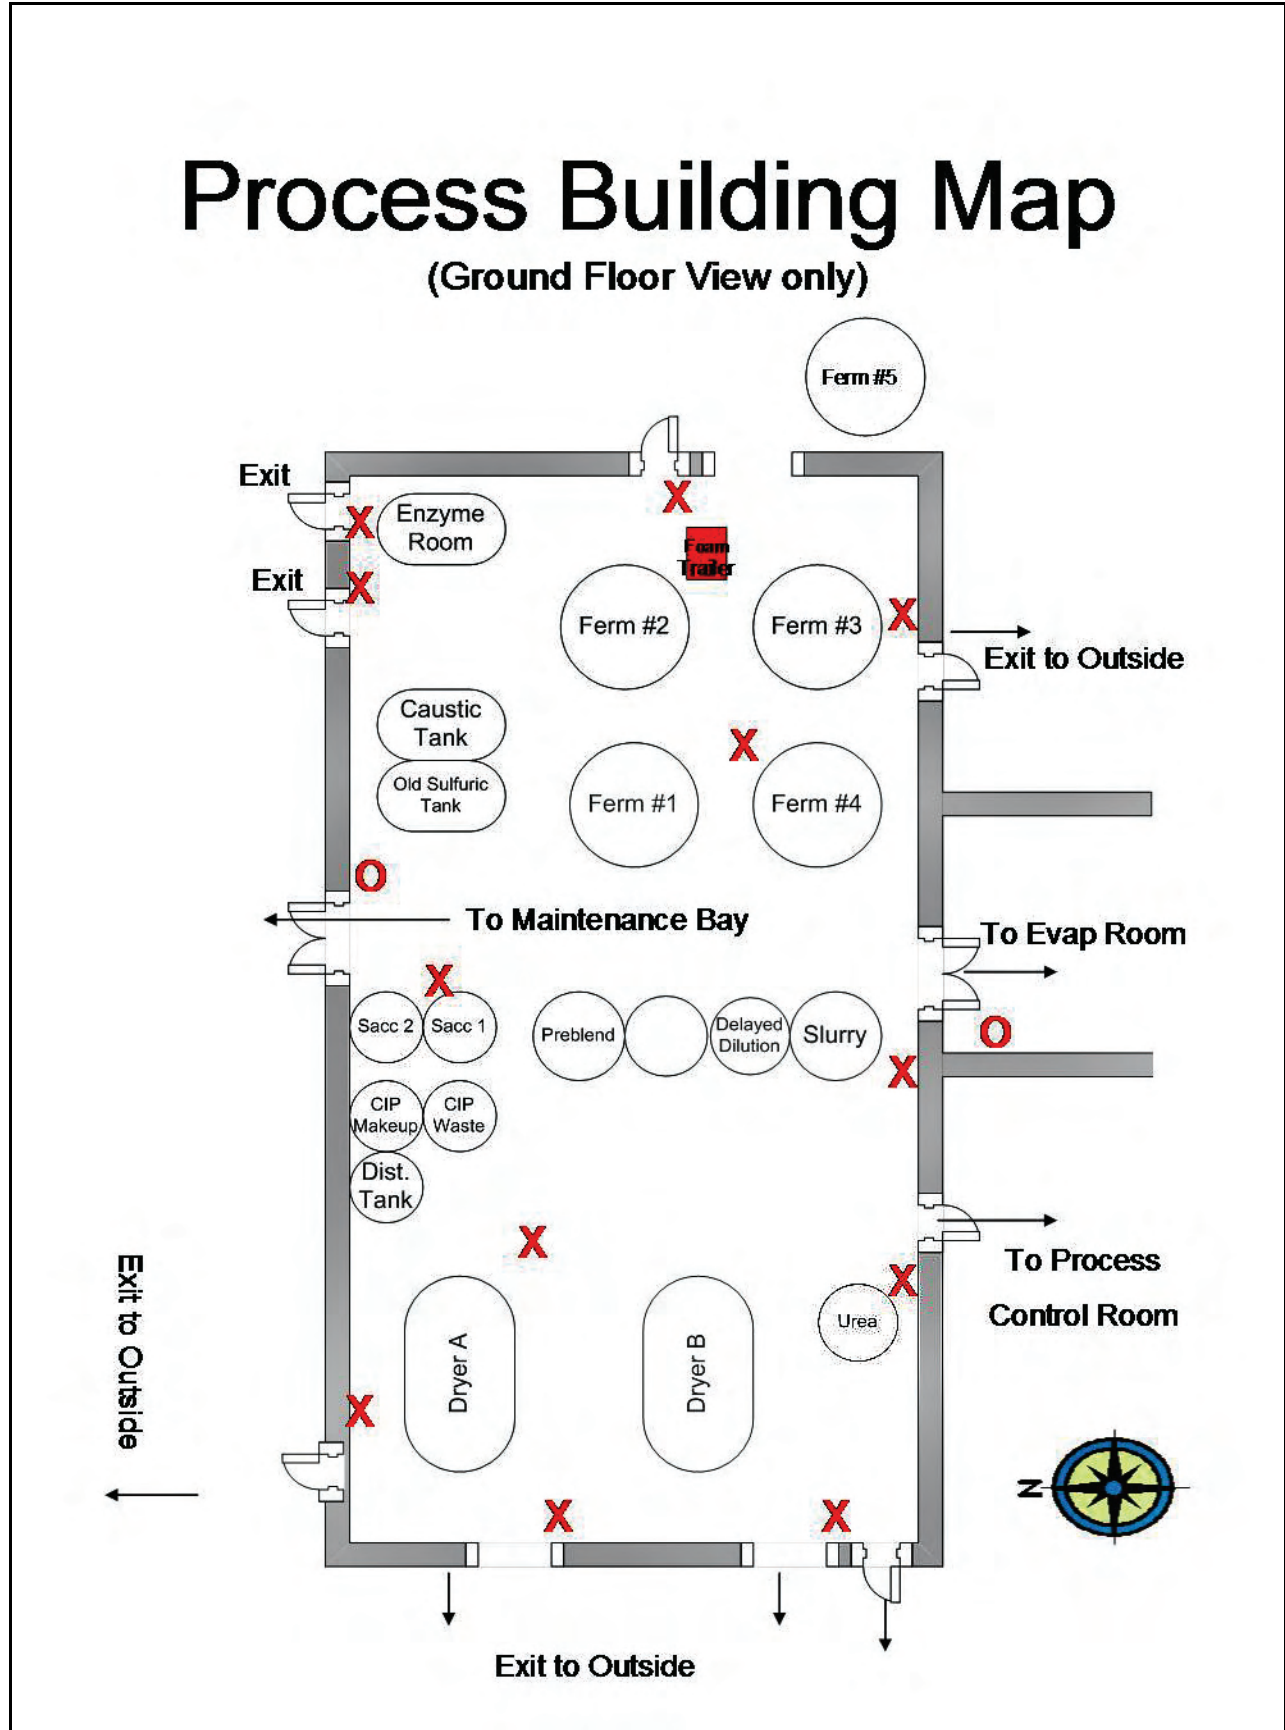 Process Building Map
(Ground Floor View only)
Ferm #5
Exit
X
Enzyme
Room
X
Foam
Trailer
Exit
X
Ferm #2
Ferm #3
X
Exit to Outside
Caustic
Tank
X
Old Sulfuric
Tank
Ferm #1
Ferm #4
O
To Maintenance Bay
To Evap Room
X
Sacc 2
Sacc 1
Preblend
Delayed
Dilution
Slurry
O
X
CIP
Makeup
CIP
Waste
Dist.
Tank
X
To Process
Control Room
X
Urea
Exit to Outside
Dryer A
Dryer B
X
N
X
X
Exit to Outside